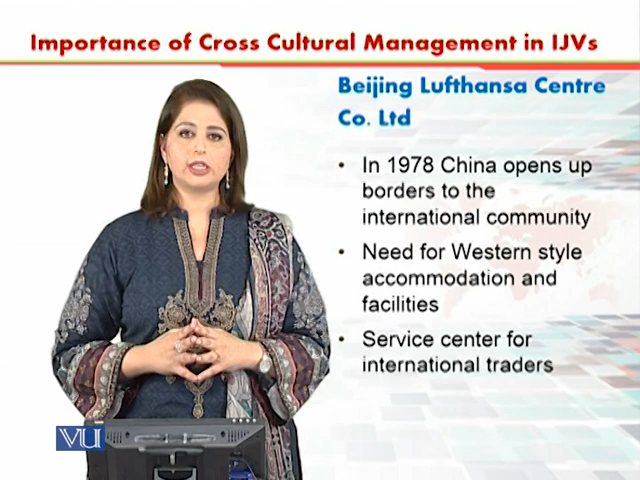 Importance of Cross Cultural Management in IJVs
Beijing Lufthansa Centre
Co. Ltd
• In 1978 China opens up
borders to the
international community
• Need for Western style
accommodation and
facilities
• Service center for
international traders
VU